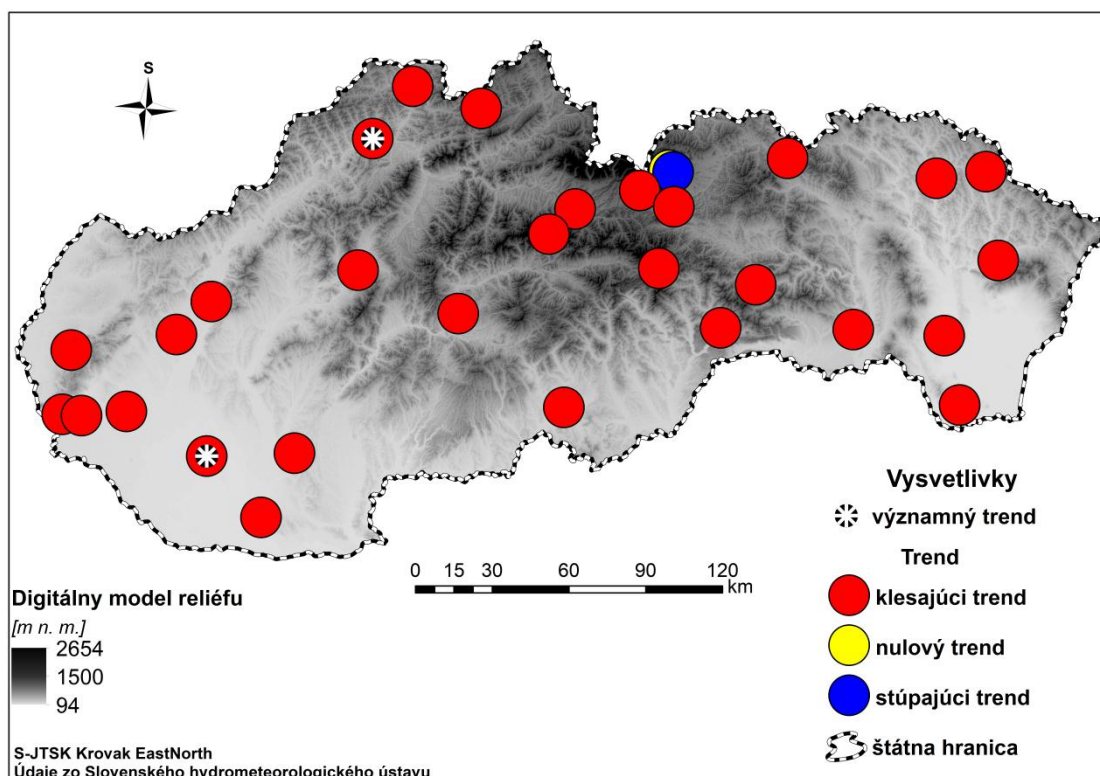 S
Vysvetlivky
významný trend
Trend
klesajúci trend
nulový trend
stúpajúci trend
štátna hranica
0 15 30 60 90 120
km
Digitálny model reliéfu
[m n. m.]
2654
1500
94
S-JTSK Krovak EastNorth
Údaje zo Slovenského hydrometeorologického ústavu